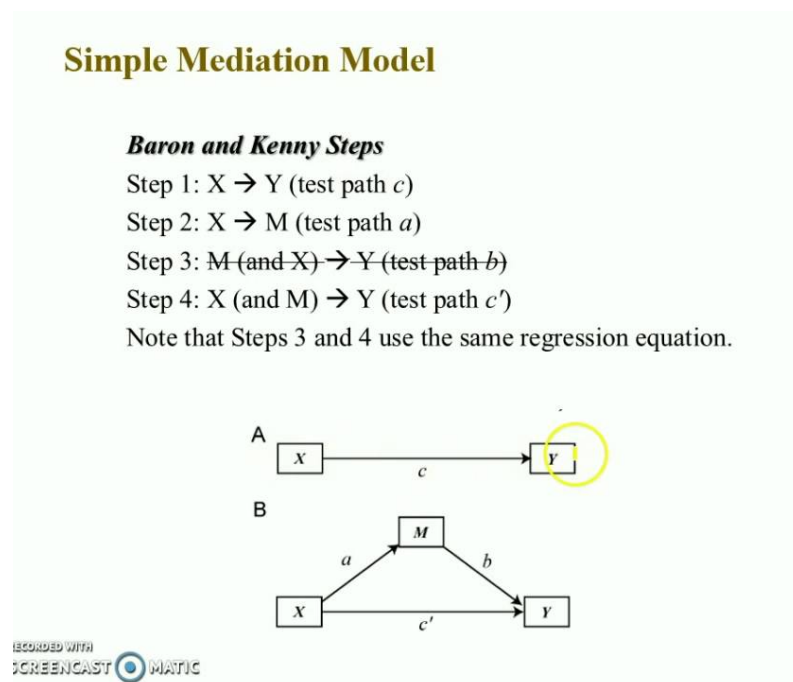 Simple Mediation Model
Baron and Kenny Steps
Step 1: X → Y (test path c)
Step 2: X → M (test path a)
Step 3: M (and X) → Y (test path b)
Step 4: X (and M) → Y (test path c')
Note that Steps 3 and 4 use the same regression equation.
A
X
Y
c
B
M
a
b
X
Y
c'
RECORDED WITH
SCREENCAST MATIC